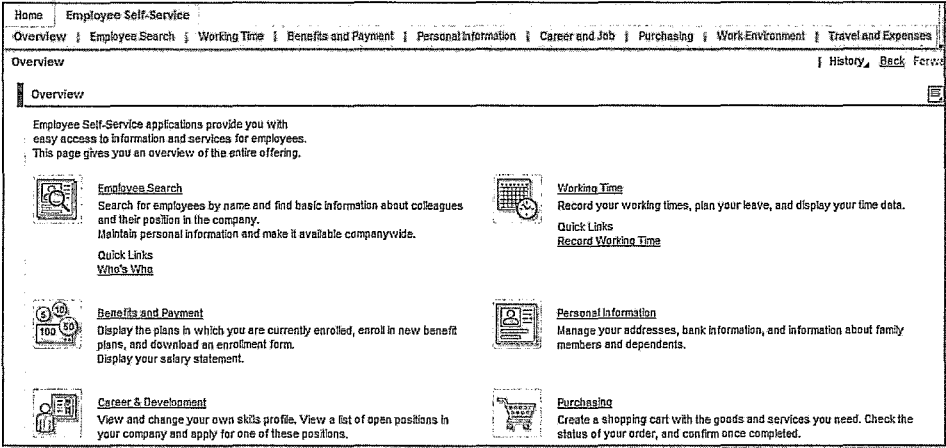 Home Employee Self-Service
Overview | Employee Search | Working Time | Benefits and Payment | Personal Information | Career and Job | Purchasing | Work Environment | Travel and Expenses
Overview
| History Back Forwa
Overview
Employee Self-Service applications provide you with
easy access to information and services for employees.
This page gives you an overview of the entire offering.
Employee Search
Search for employees by name and find basic information about colleagues
and their position in the company.
Maintain personal information and make it available companywide.
Quick Links
Who's Who
Working Time
Record your working times, plan your leave, and display your time data.
Quick Links
Record Working Time
5 10
100 50
Benefits and Payment
Display the plans in which you are currently enrolled, enroll in new benefit
plans, and download an enrollment form.
Display your salary statement.
Personal Information
Manage your addresses, bank information, and information about family
members and dependents.
Career & Development
View and change your own skills profile. View a list of open positions in
your company and apply for one of these positions.
Purchasing
Create a shopping cart with the goods and services you need. Check the
status of your order, and confirm once completed.